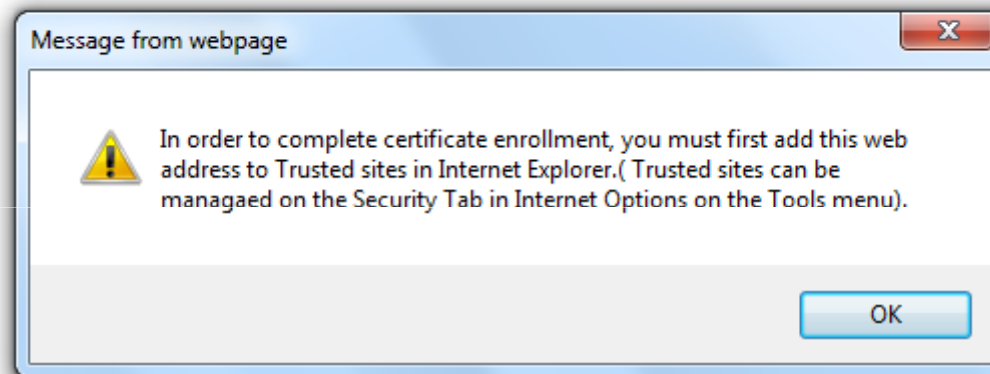 Message from webpage
In order to complete certificate enrollment, you must first add this web
address to Trusted sites in Internet Explorer.( Trusted sites can be
managaed on the Security Tab in Internet Options on the Tools menu).
OK